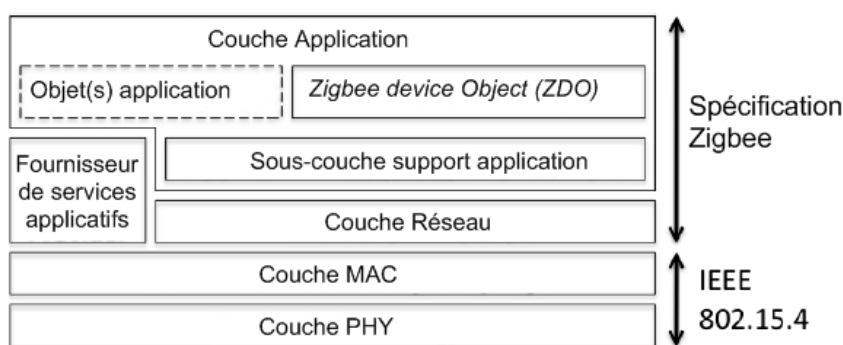 Couche Application
Objet(s) application
Zigbee device Object (ZDO)
Spécification
Zigbee
Fournisseur
de services
applicatifs
Sous-couche support application
Couche Réseau
Couche MAC
IEEE
802.15.4
Couche PHY